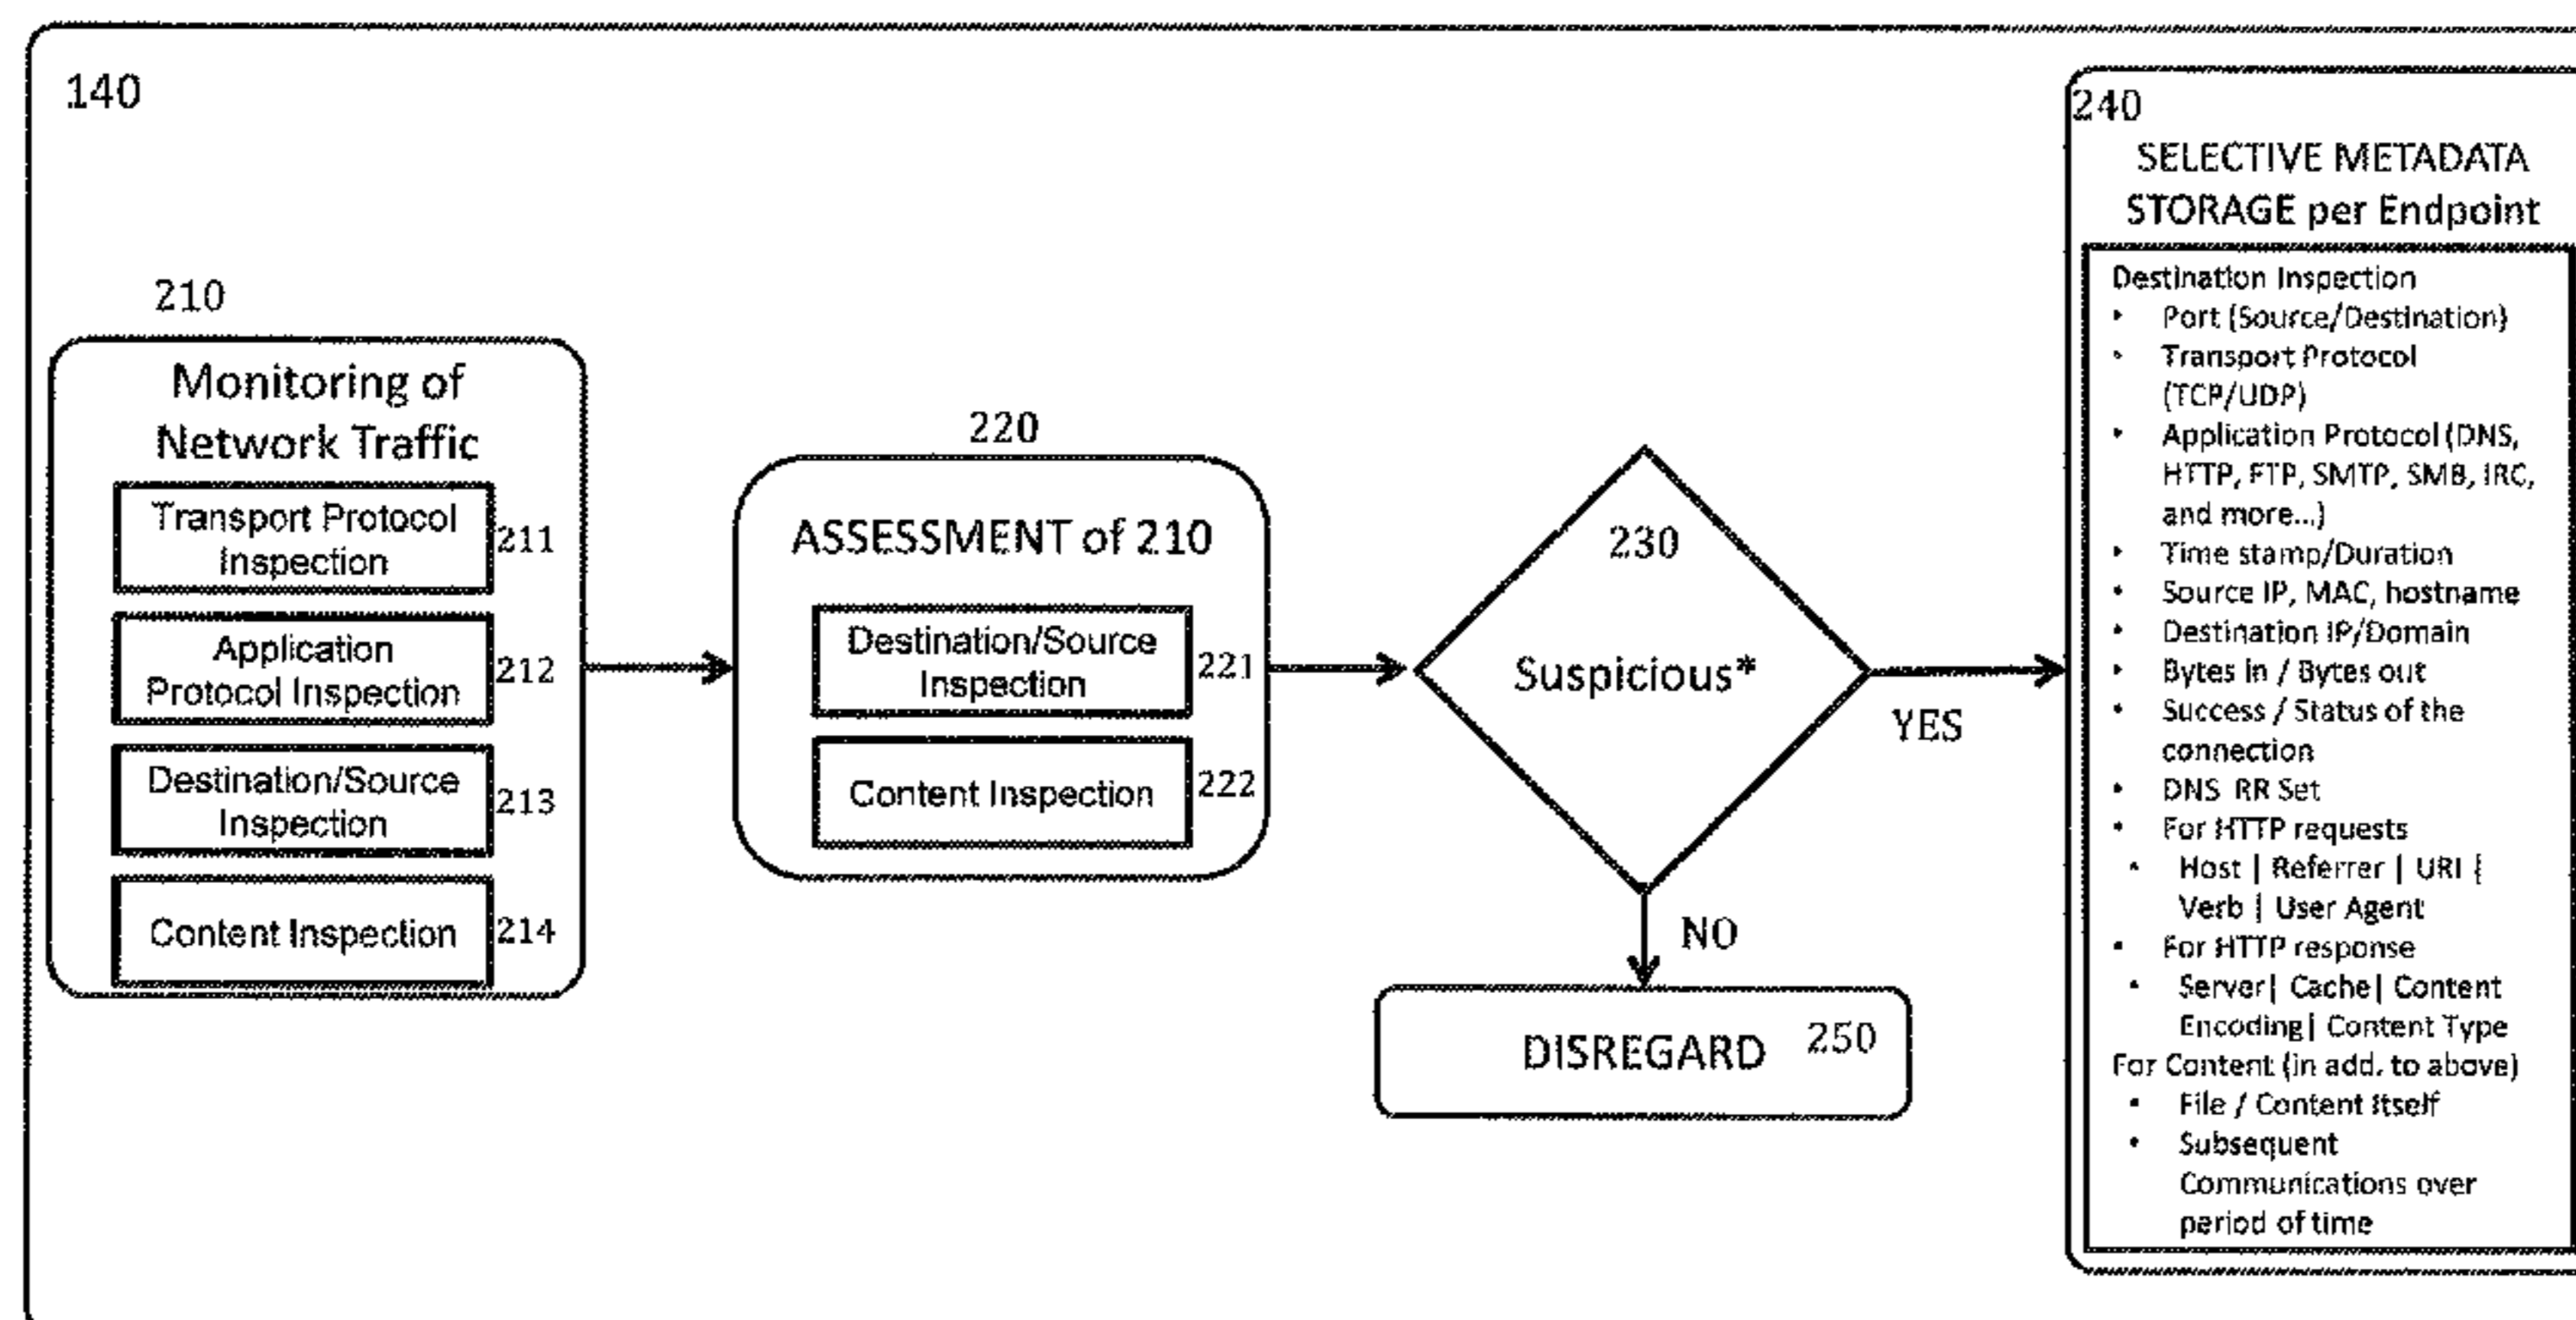 140
210
Monitoring of
Network Traffic
Transport Protocol
Inspection
211
Application
Protocol Inspection
212
Destination/Source
Inspection
213
Content Inspection
214
220
ASSESSMENT of 210
Destination/Source
Inspection
221
Content Inspection
222
230
Suspicious*
YES
NO
DISREGARD
250
240
SELECTIVE METADATA
STORAGE per Endpoint
Destination Inspection
• Port (Source/Destination)
• Transport Protocol
(TCP/UDP)
• Application Protocol (DNS,
HTTP, FTP, SMTP, SMB, IRC,
and more...)
• Time stamp/Duration
• Source IP, MAC, hostname
• Destination IP/Domain
• Bytes in / Bytes out
• Success / Status of the
connection
• DNS RR Set
• For HTTP requests
• Host | Referrer | URI |
Verb | User Agent
• For HTTP response
• Server| Cache| Content
Encoding| Content Type
For Content (in add. to above)
• File / Content Itself
• Subsequent
Communications over
period of time